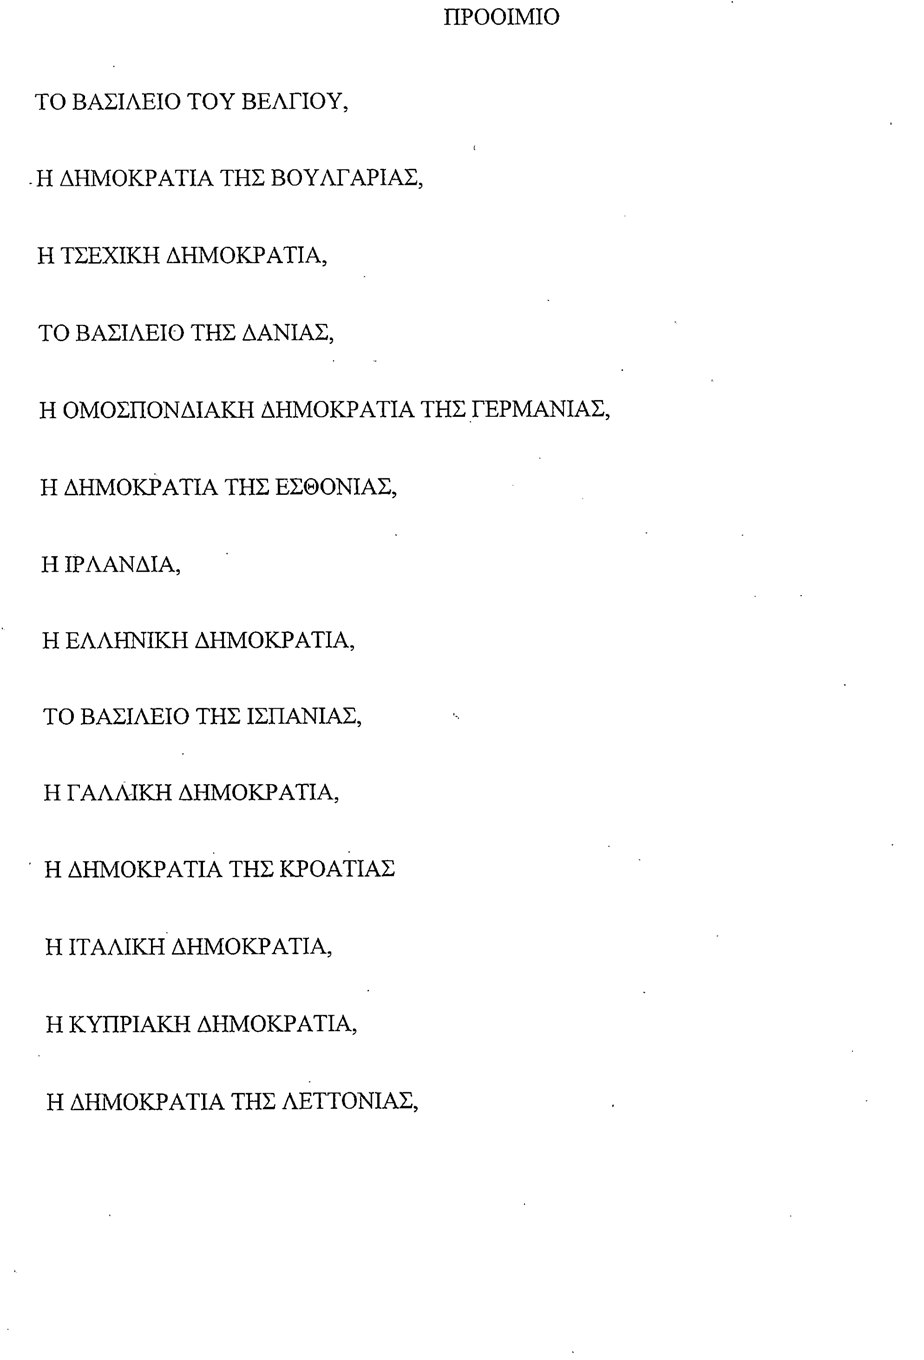 ΠΡΟΟΙΜΙΟ
ΤΟ ΒΑΣΙΛΕΙΟ ΤΟΥ ΒΕΛΓΙΟΥ,
Η ΔΗΜΟΚΡΑΤΙΑ ΤΗΣ ΒΟΥΛΓΑΡΙΑΣ,
Η ΤΣΕΧΙΚΗ ΔΗΜΟΚΡΑΤΙΑ,
ΤΟ ΒΑΣΙΛΕΙΟ ΤΗΣ ΔΑΝΙΑΣ,
Η ΟΜΟΣΠΟΝΔΙΑΚΗ ΔΗΜΟΚΡΑΤΙΑ ΤΗΣ ΓΕΡΜΑΝΙΑΣ,
Η ΔΗΜΟΚΡΑΤΙΑ ΤΗΣ ΕΣΘΟΝΙΑΣ,
Η ΙΡΛΑΝΔΙΑ,
Η ΕΛΛΗΝΙΚΗ ΔΗΜΟΚΡΑΤΙΑ,
ΤΟ ΒΑΣΙΛΕΙΟ ΤΗΣ ΙΣΠΑΝΙΑΣ,
Η ΓΑΛΛΙΚΗ ΔΗΜΟΚΡΑΤΙΑ,
Η ΔΗΜΟΚΡΑΤΙΑ ΤΗΣ ΚΡΟΑΤΙΑΣ
Η ΙΤΑΛΙΚΗ ΔΗΜΟΚΡΑΤΙΑ,
Η ΚΥΠΡΙΑΚΗ ΔΗΜΟΚΡΑΤΙΑ,
Η ΔΗΜΟΚΡΑΤΙΑ ΤΗΣ ΛΕΤΤΟΝΙΑΣ,